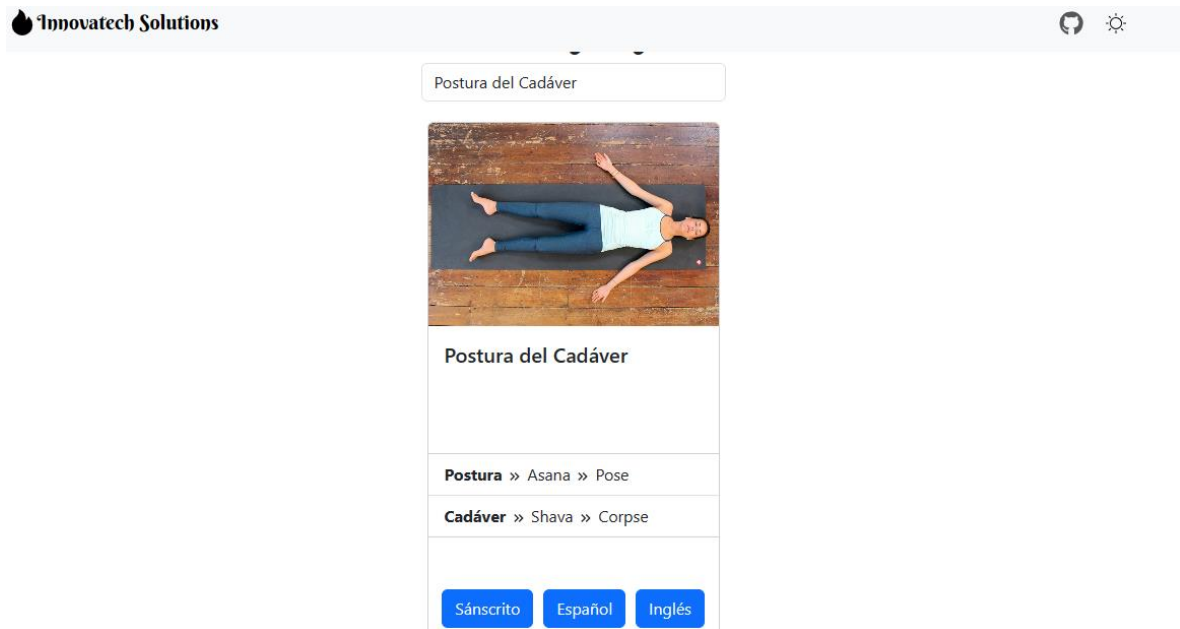 Innovatech Solutions
Postura del Cadáver
Postura del Cadáver
Postura » Asana » Pose
Cadáver » Shava » Corpse
Sánscrito Español Inglés